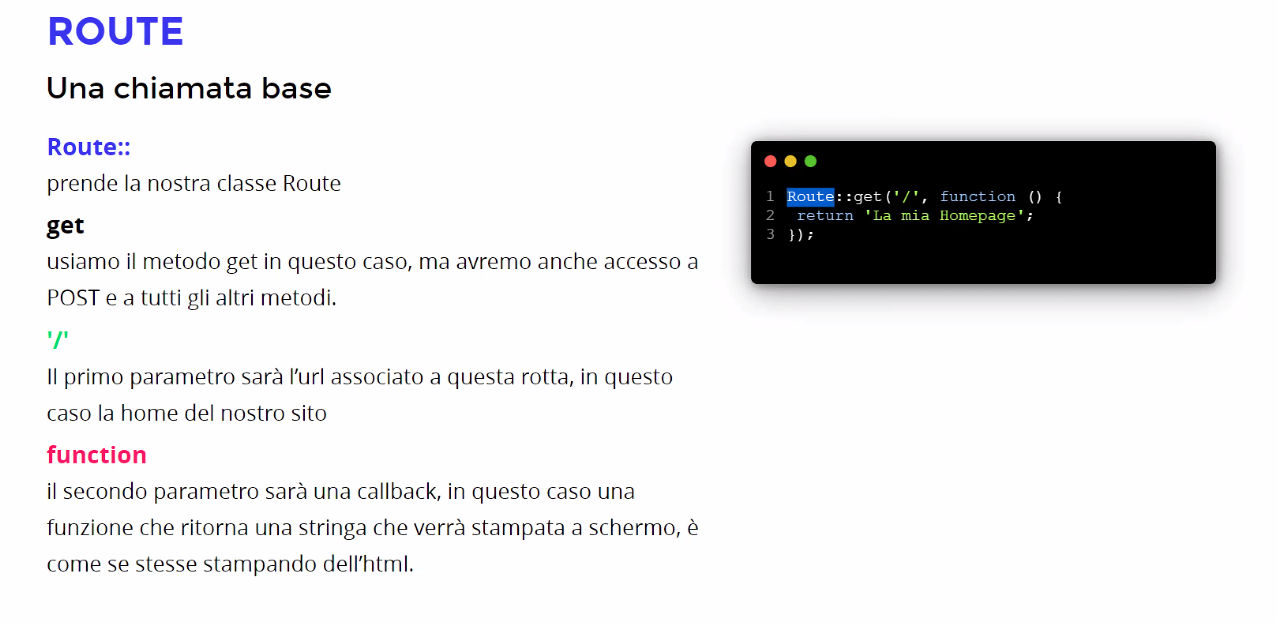 ROUTE
Una chiamata base
Route::
prende la nostra classe Route
get
usiamo il metodo get in questo caso, ma avremo anche accesso a
POST e a tutti gli altri metodi.
'/'
Il primo parametro sarà l’url associato a questa rotta, in questo
caso la home del nostro sito
function
il secondo parametro sarà una callback, in questo caso una
funzione che ritorna una stringa che verrà stampata a schermo, è
come se stesse stampando dell’html.
1 Route::get('/', function () {
2  return 'La mia Homepage';
3 });